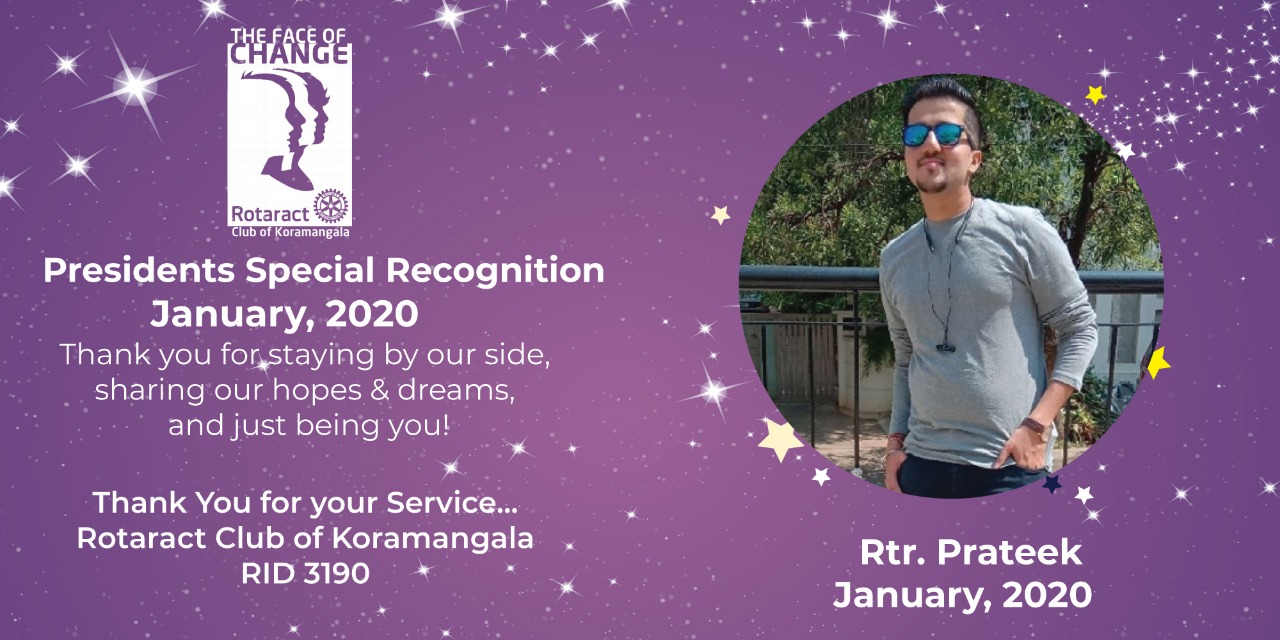 THE FACE OF
CHANGE
Rotaract
Club of Koramangala
Presidents Special Recognition
January, 2020
Thank you for staying by our side,
sharing our hopes & dreams,
and just being you!
Thank You for your Service...
Rotaract Club of Koramangala
RID 3190
Rtr. Prateek
January, 2020